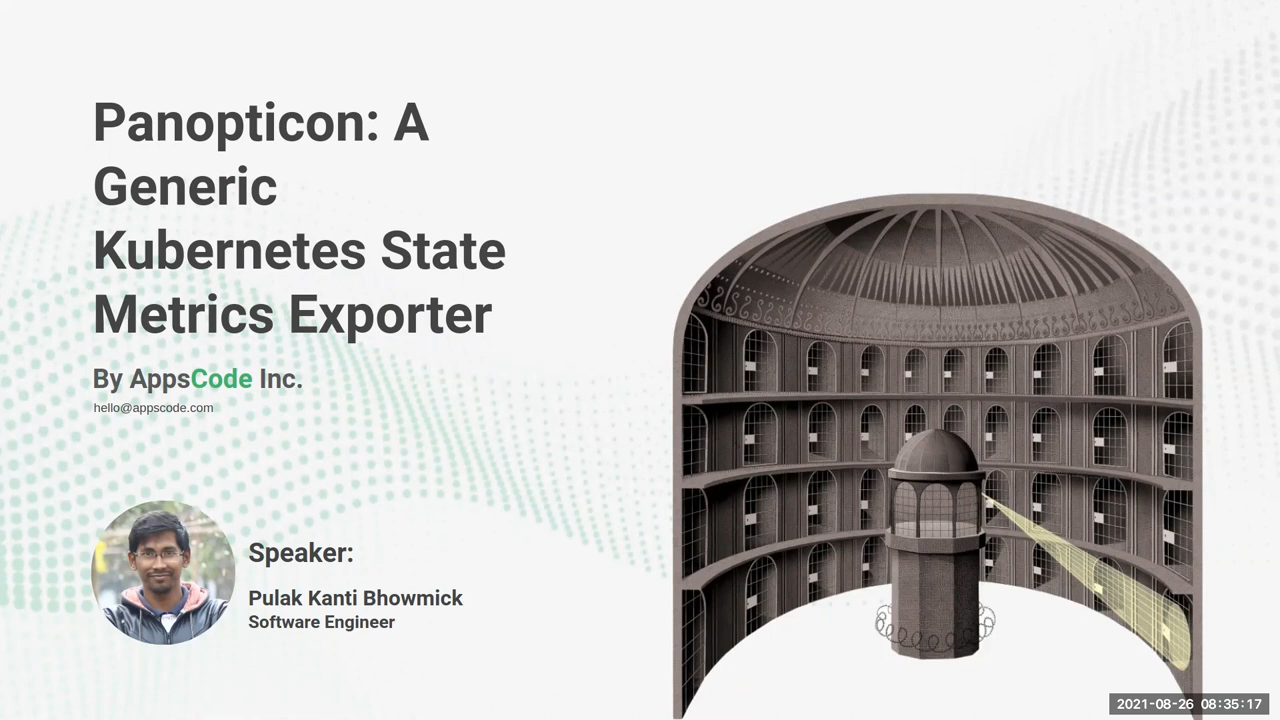 Panopticon: A
Generic
Kubernetes State
Metrics Exporter
By AppsCode Inc.
hello@appscode.com
Speaker:
Pulak Kanti Bhowmick
Software Engineer
2021-08-26 08:35:17